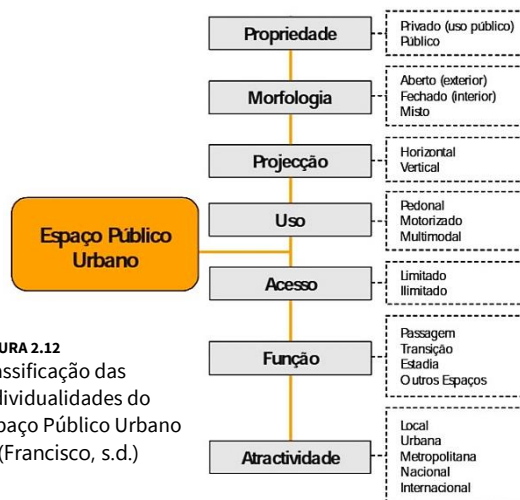 Propriedade
Privado (uso público)
Público
Morfologia
Aberto (exterior)
Fechado (interior)
Misto
Projecção
Horizontal
Vertical
Espaço Público
Urbano
Uso
Pedonal
Motorizado
Multimodal
Acesso
Limitado
Ilimitado
Função
Passagem
Transição
Estadia
Outros Espaços
Atractividade
Local
Urbana
Metropolitana
Nacional
Internacional
URA 2.12
assificação das
dividualidades do
paço Público Urbano
(Francisco, s.d.)